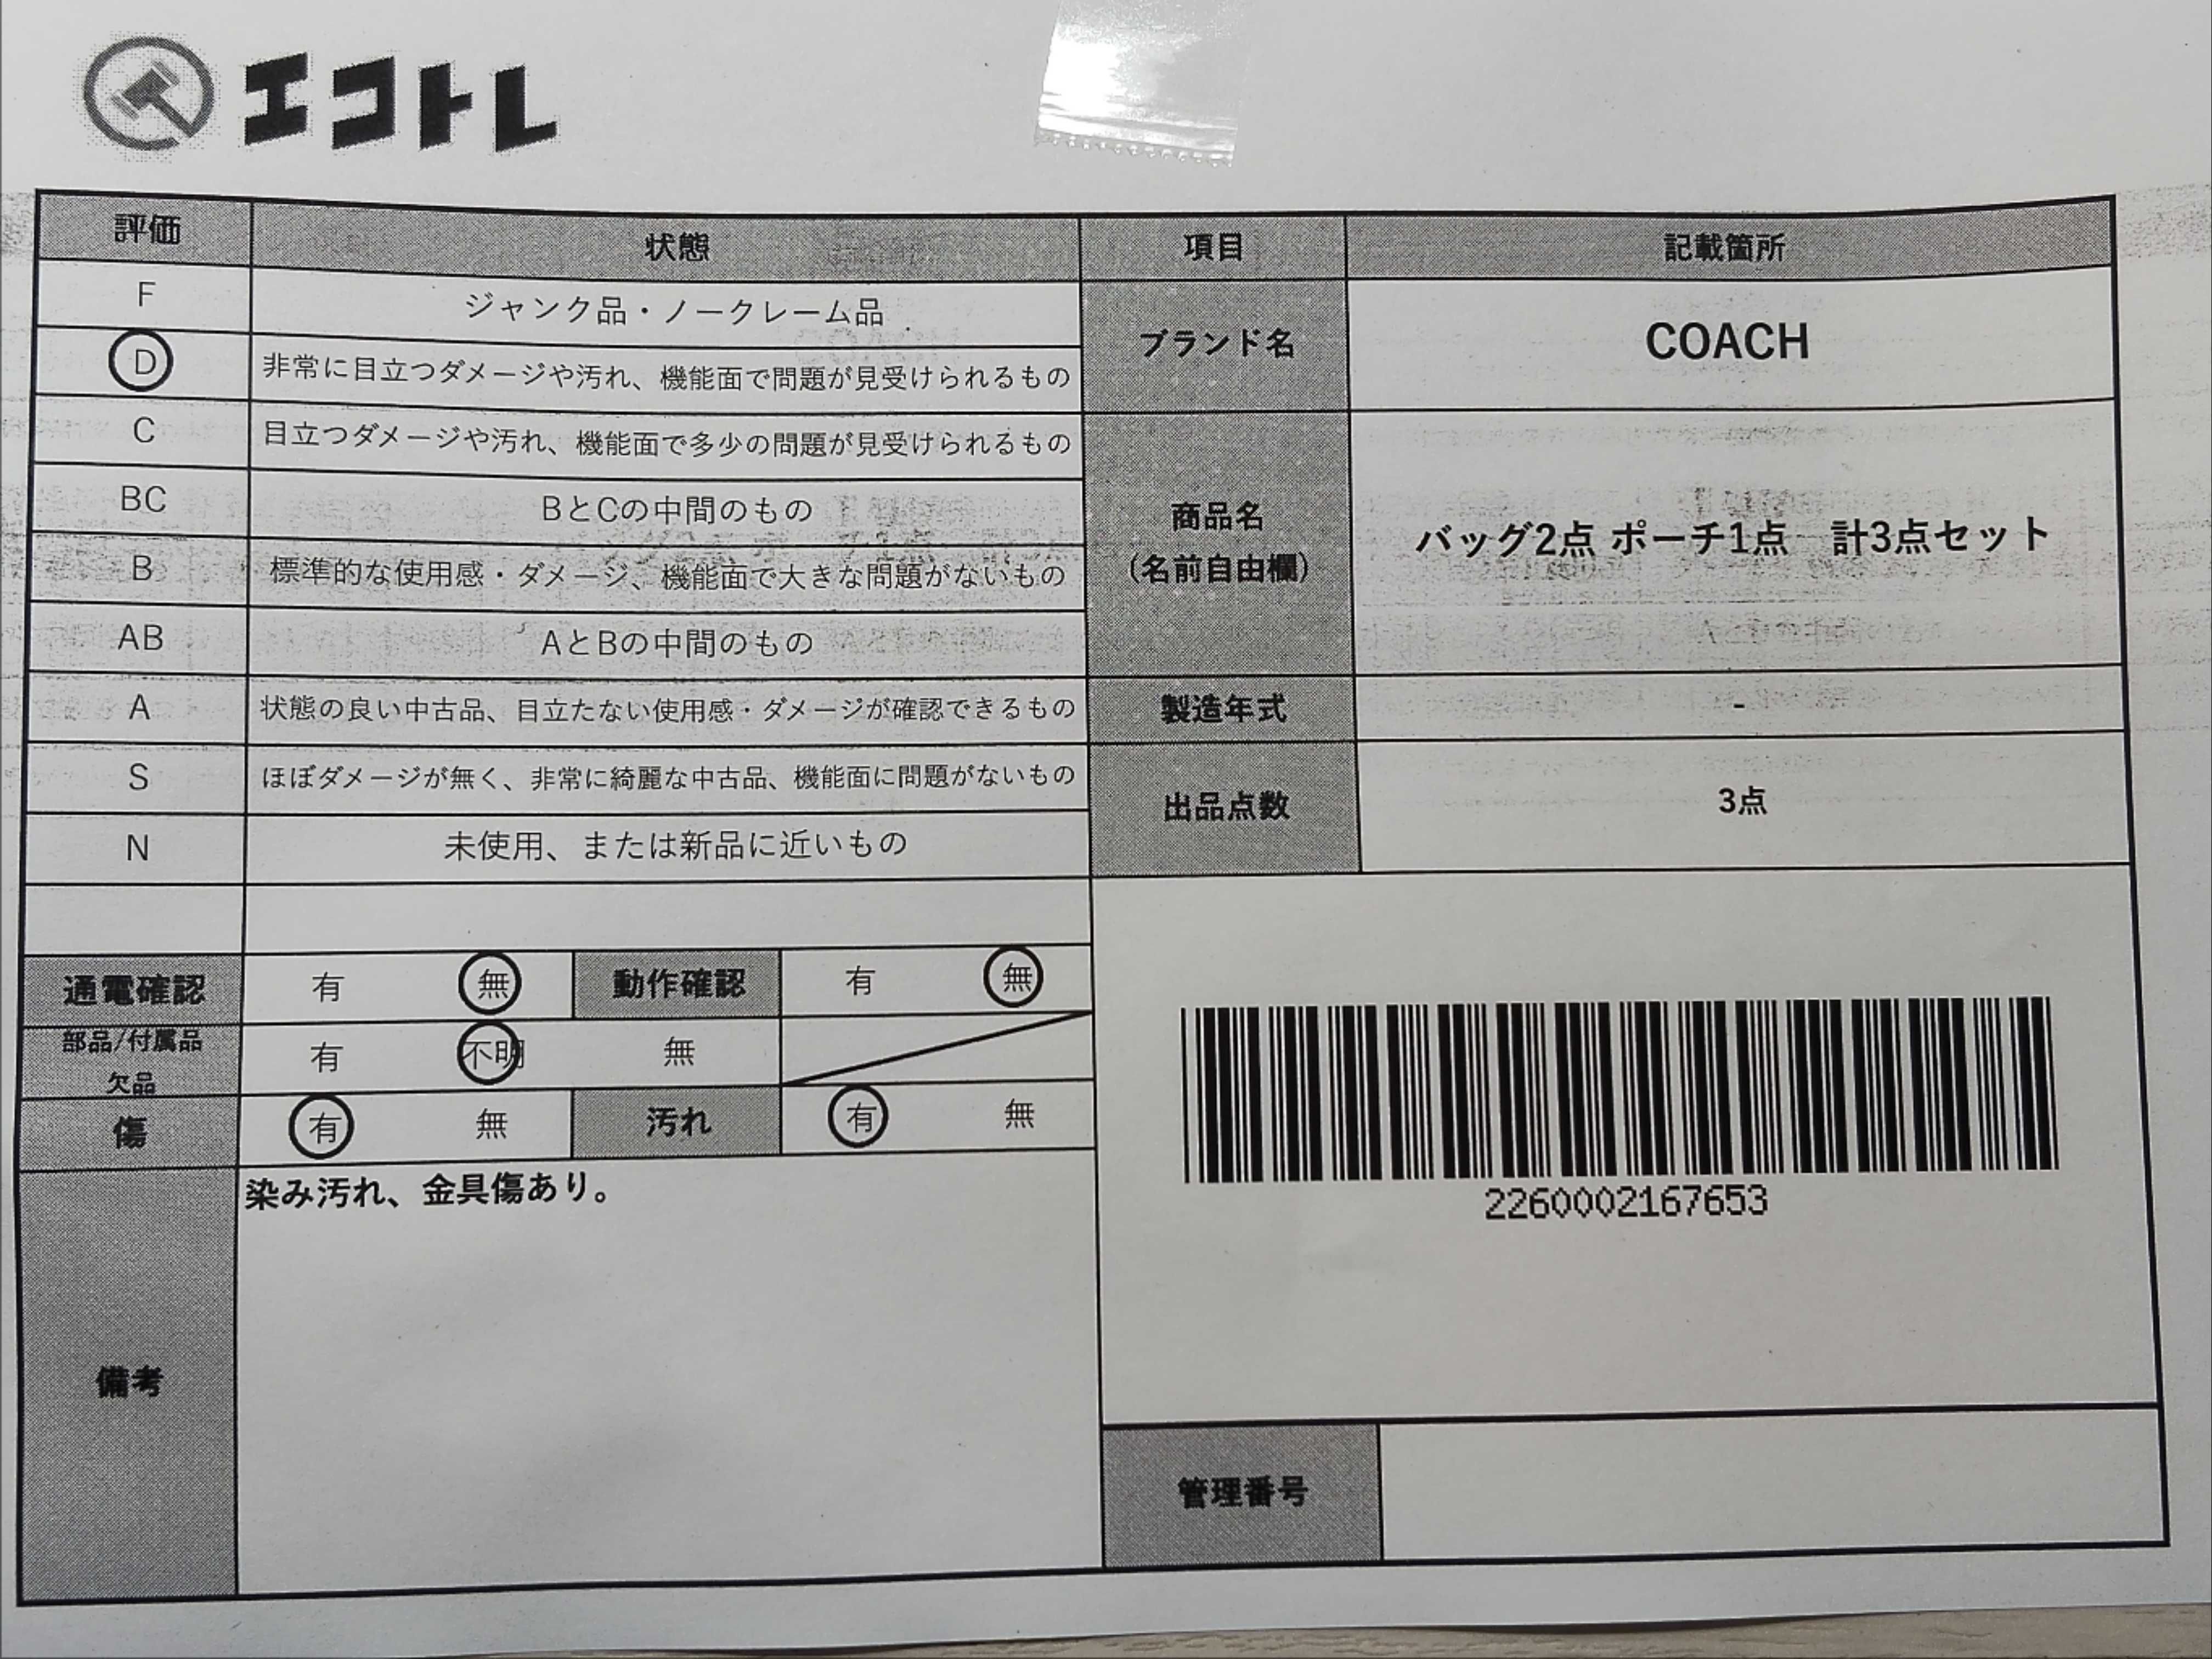 エコトレ
評価 状態 項目 記載箇所
F ジャンク品・ノークレーム品
D 非常に目立つダメージや汚れ、機能面で問題が見受けられるもの
C 目立つダメージや汚れ、機能面で多少の問題が見受けられるもの
BC BとCの中間のもの
B 標準的な使用感・ダメージ、機能面で大きな問題がないもの
AB AとBの中間のもの
A 状態の良い中古品、目立たない使用感・ダメージが確認できるもの
S ほぼダメージが無く、非常に綺麗な中古品、機能面に問題がないもの
N 未使用、または新品に近いもの
ブランド名 COACH
商品名
(名前自由欄)
バッグ2点 ポーチ1点 計3点セット
製造年式 -
出品点数 3点
通電確認 有 無 動作確認 有 無
部品/付属品
欠品
有 不明 無
傷 有 無 汚れ 有 無
備考
染み汚れ、金具傷あり。
2260002167653
管理番号